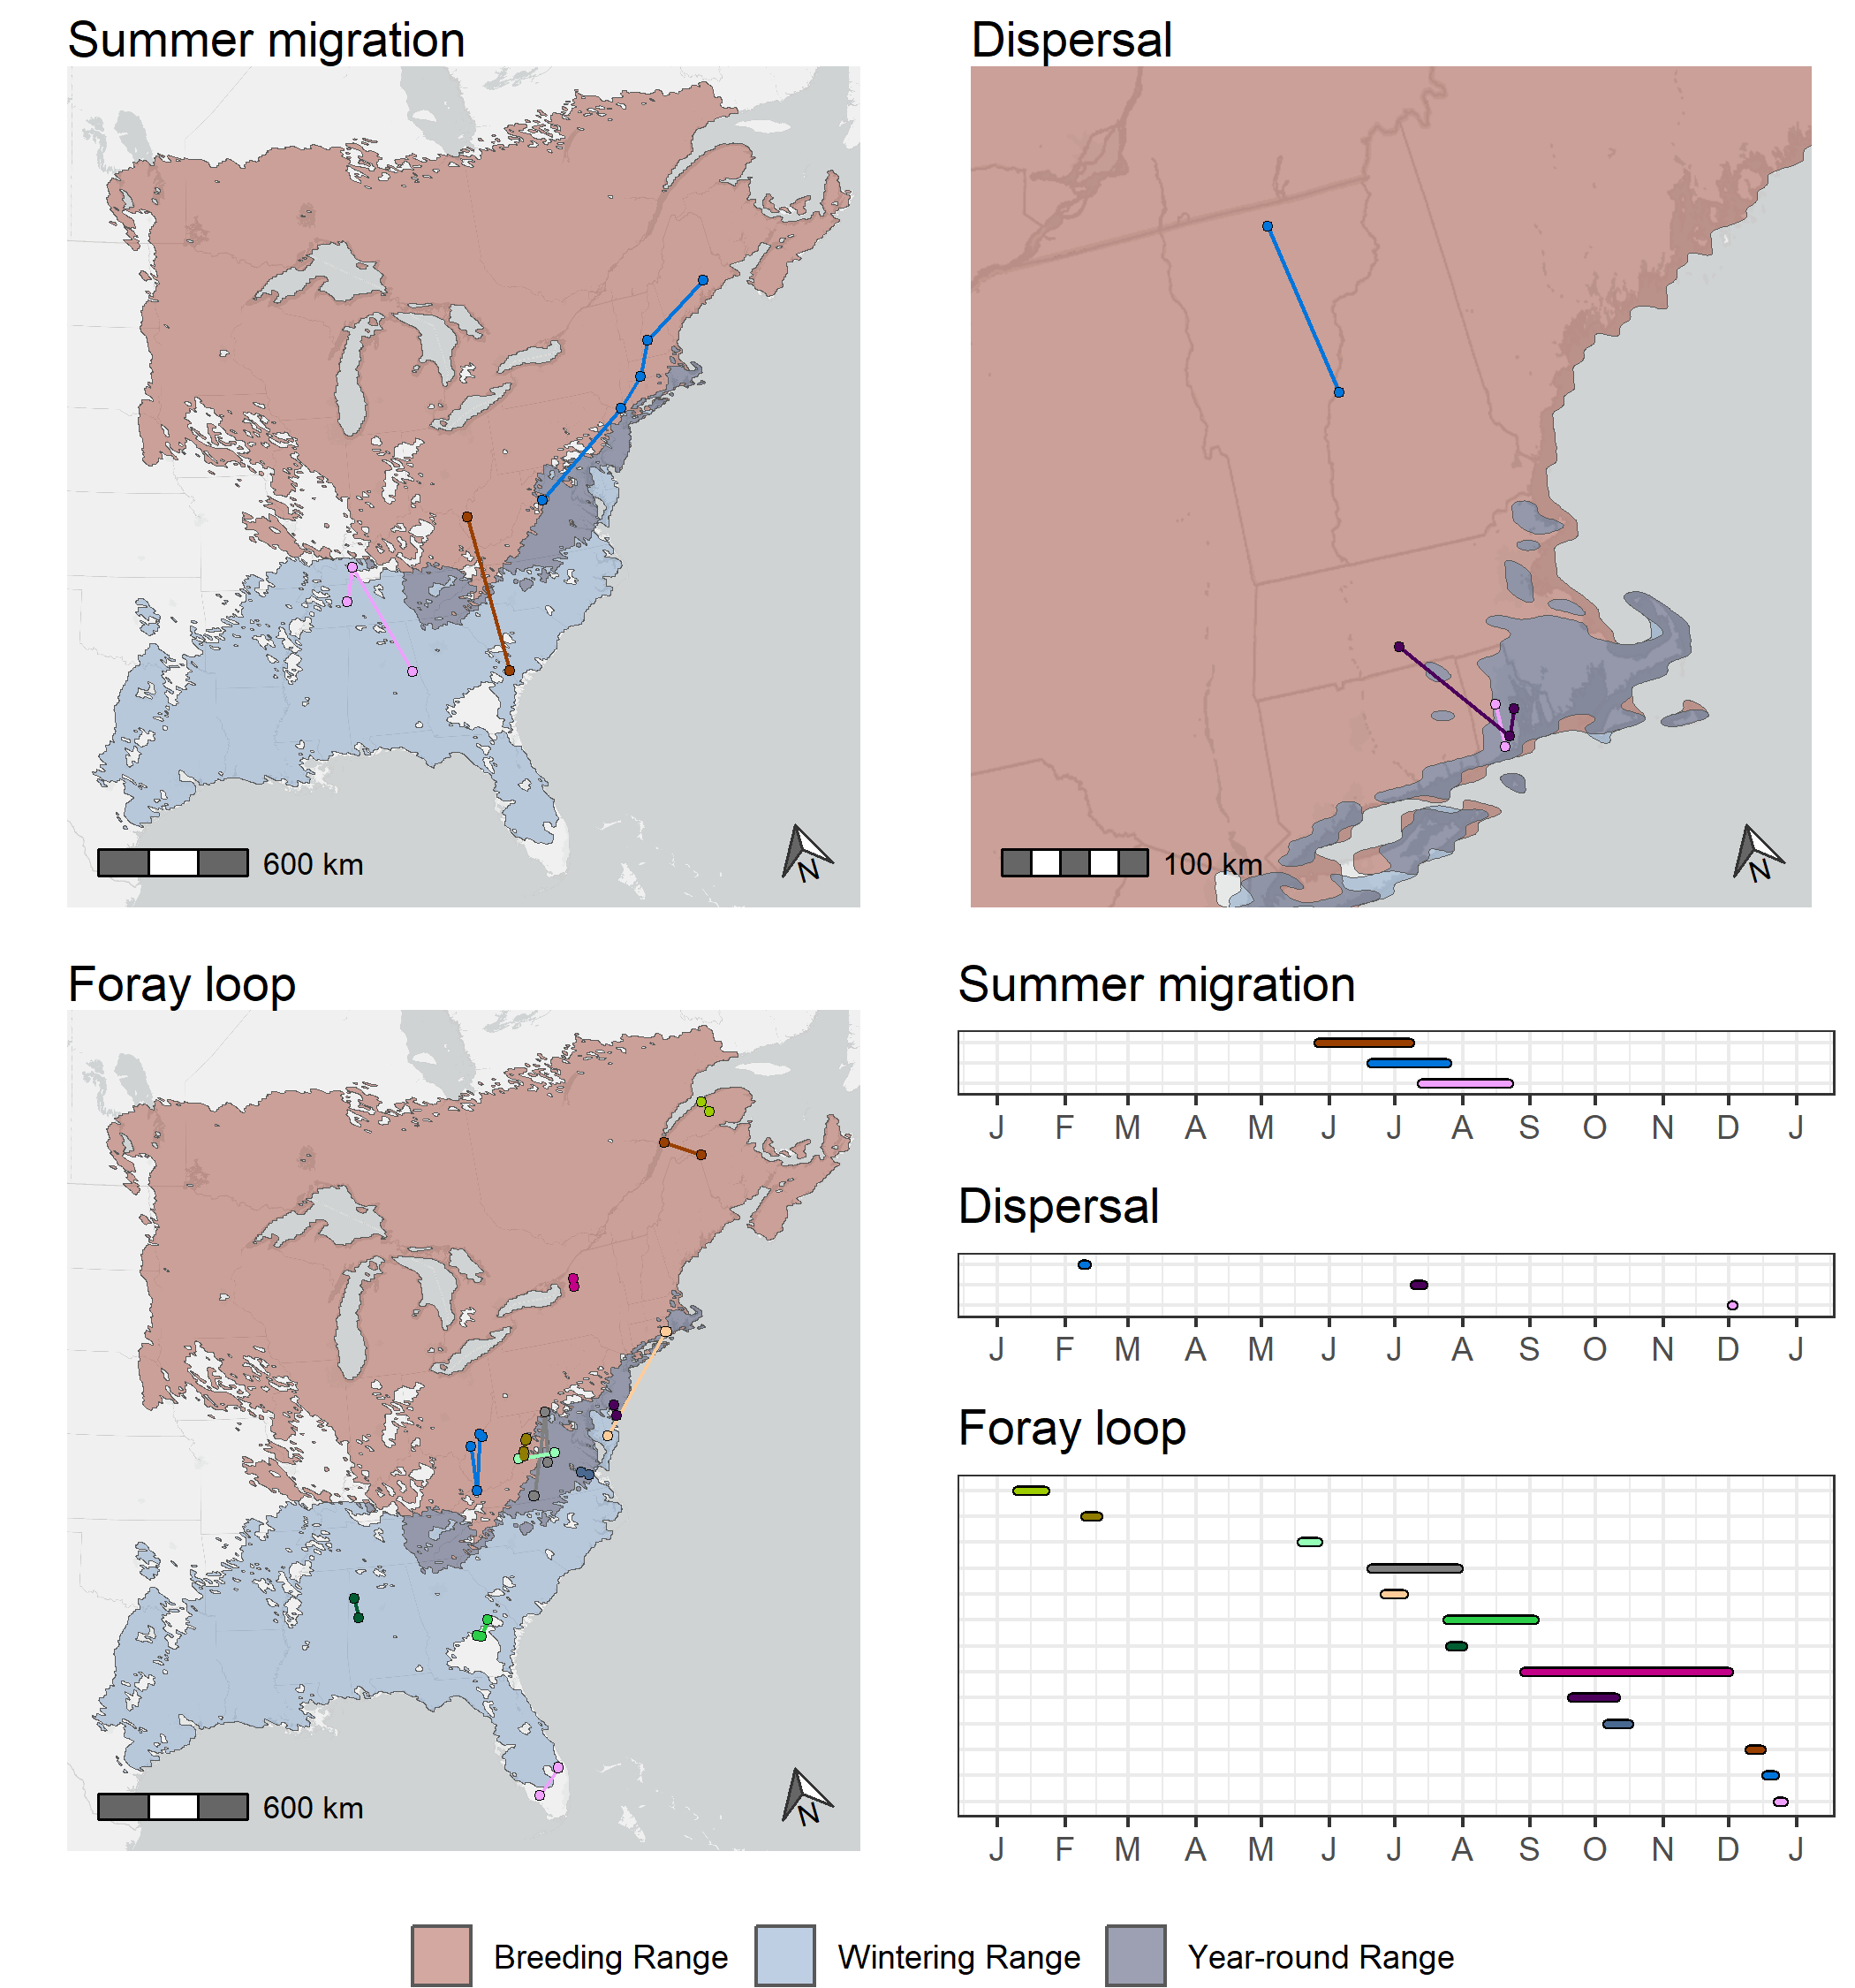 Summer migration
600 km
N
Dispersal
100 km
N
Foray loop
600 km
N
Summer migration
J F M A M J J A S O N D J
Dispersal
J F M A M J J A S O N D J
Foray loop
J F M A M J J A S O N D J
Breeding Range Wintering Range Year-round Range